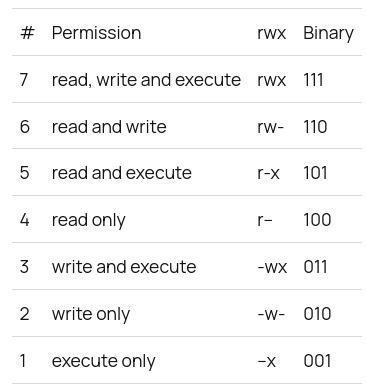 # Permission rwx Binary
7 read, write and execute rwx 111
6 read and write rw- 110
5 read and execute r-x 101
4 read only r– 100
3 write and execute -wx 011
2 write only -w- 010
1 execute only –x 001